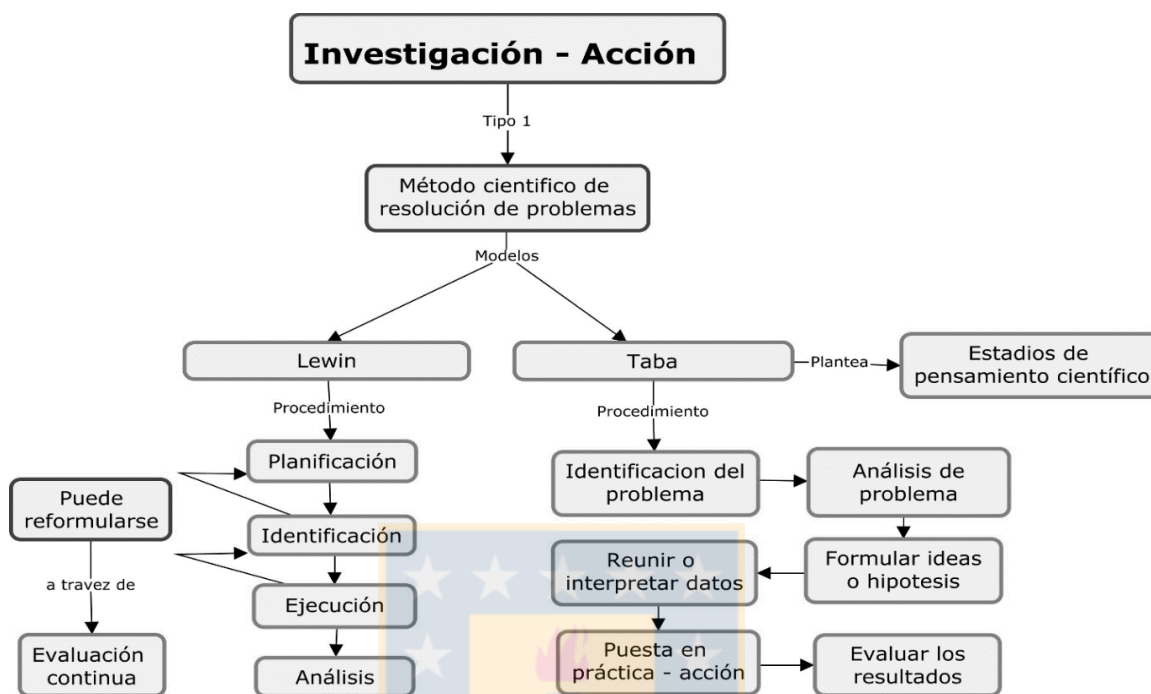 Investigación - Acción
Tipo 1
Método cientifico de
resolución de problemas
Modelos
Lewin
Taba
Plantea
Estadios de
pensamiento científico
Procedimiento
Procedimiento
Planificación
Identificacion del
problema
Análisis de
problema
Puede
reformularse
Identificación
Reunir o
interpretar datos
Formular ideas
o hipotesis
a travez de
Ejecución
Evaluación
continua
Análisis
Puesta en
práctica - acción
Evaluar los
resultados